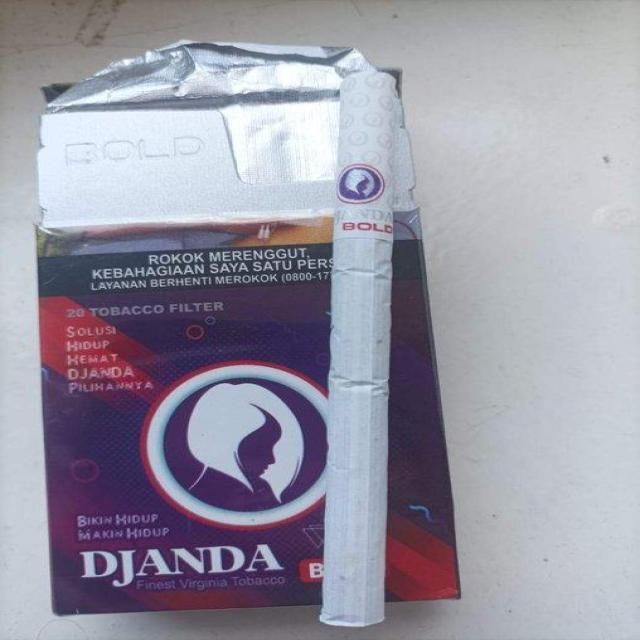 BOLD
ANDA
BOLD
ROKOK MERENGGUT,
KEBAHAGIAAN SAYA SATU PERS
LAYANAN BERHENTI MEROKOK (0800-17
20 TOBACCO FILTER
SOLUSI
HIDUP
HEMAT
DJANDA
PILIHANNYA
BIKIN HIDUP
MAKIN HIDUP
DJANDA
Finest Virginia Tobacco
B